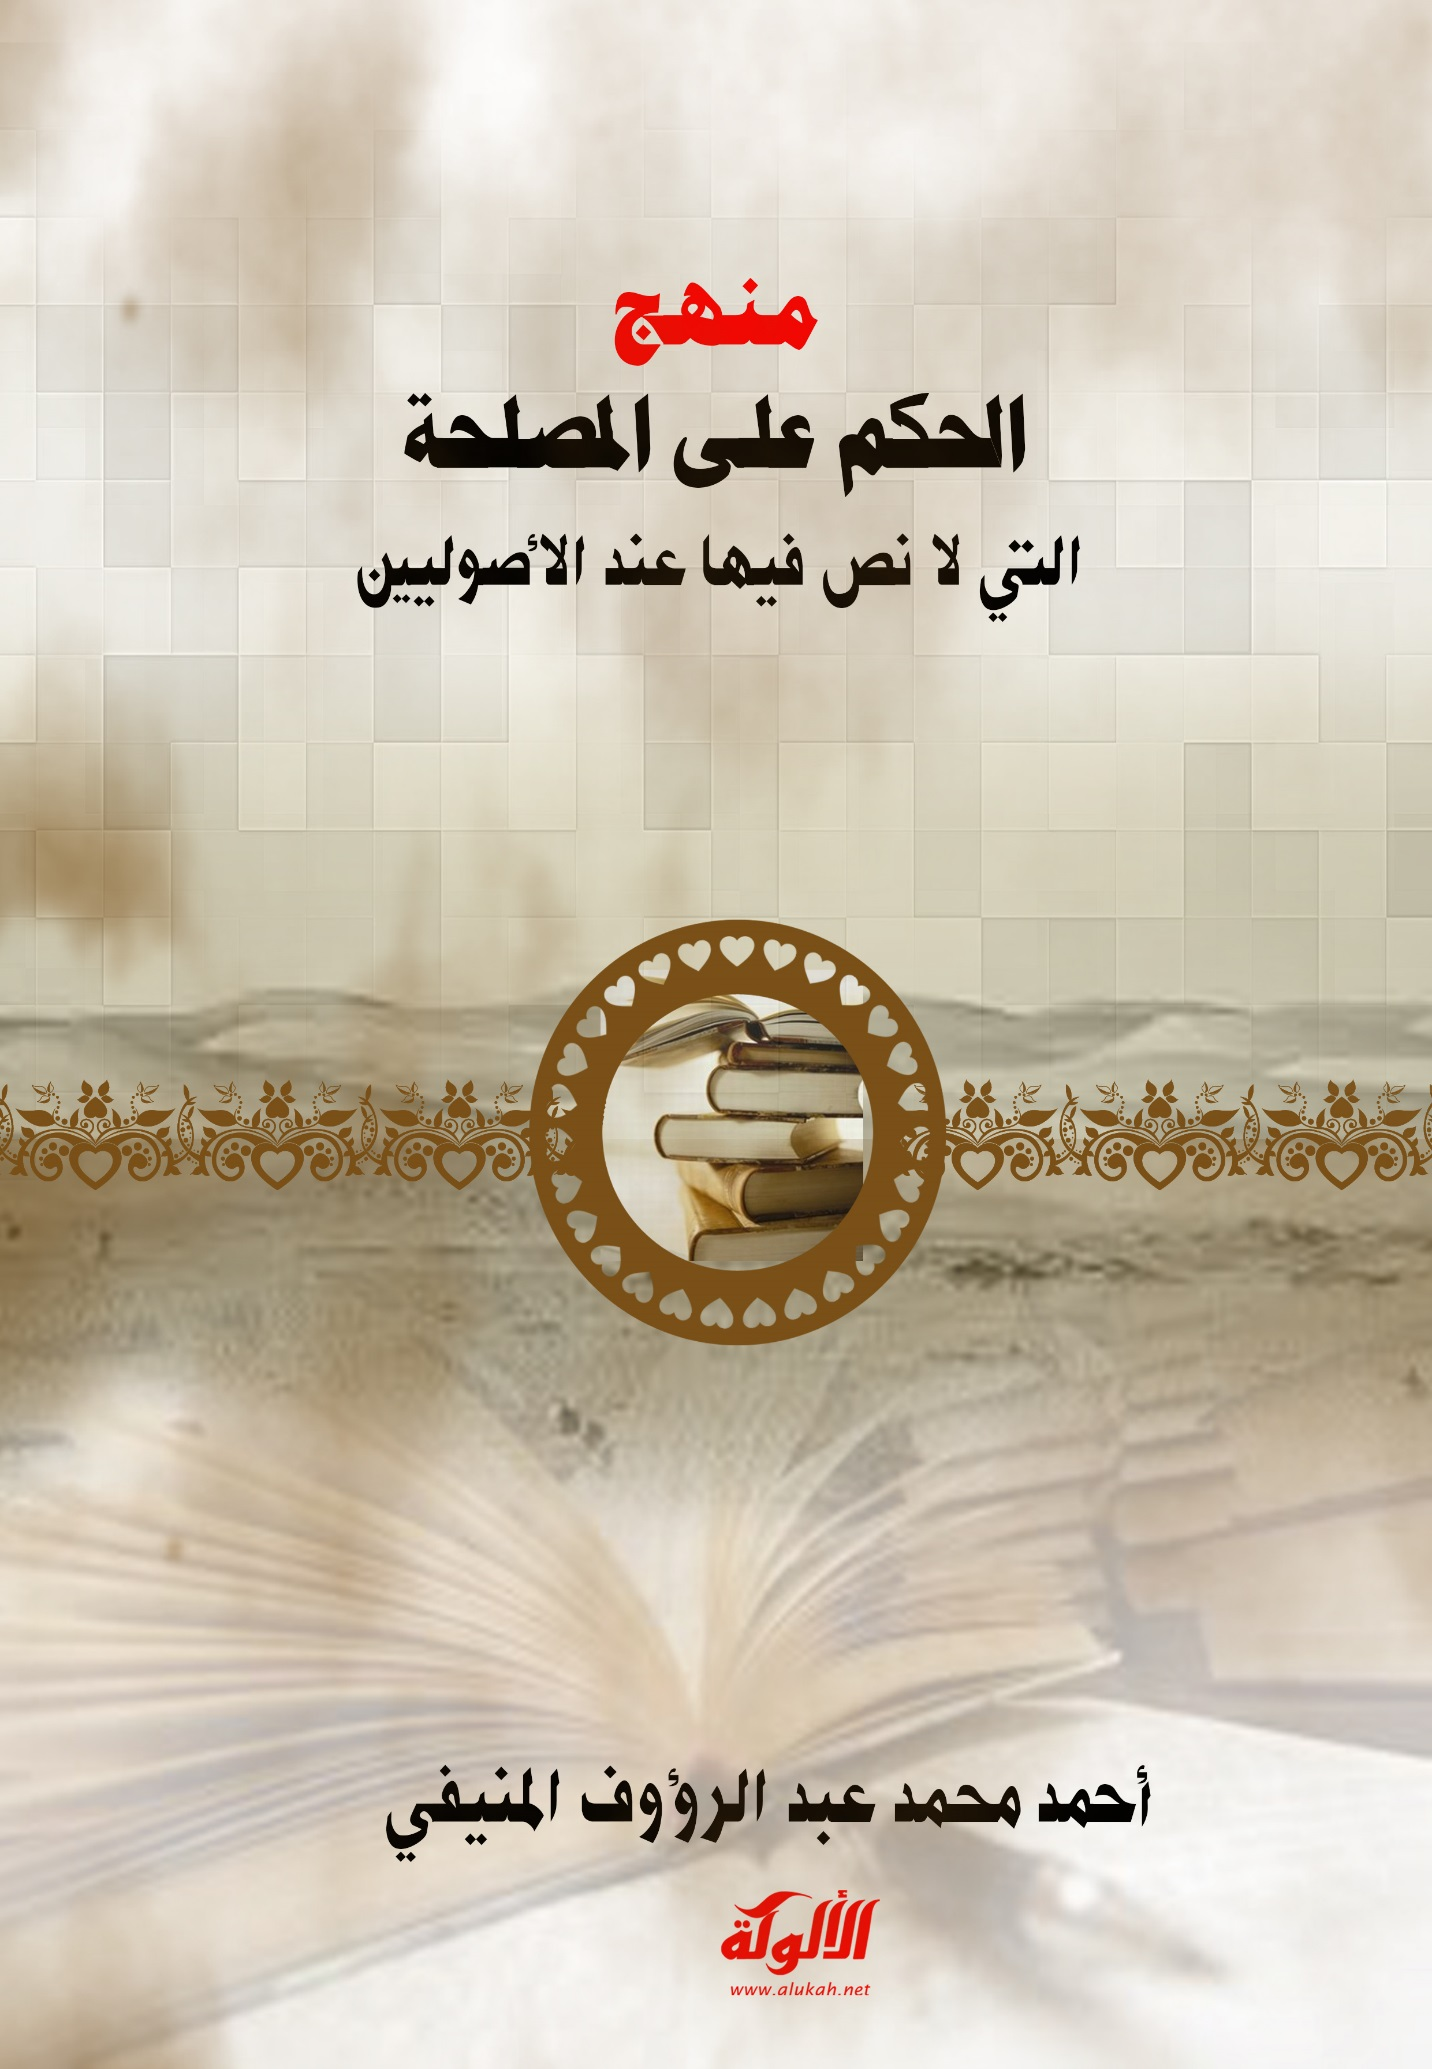 منهج
الحكم على المصلحة
التي لا نص فيها عند الأصوليين
أحمد محمد عبد الرؤوف المنيفي
الألوكة
www.alukah.net